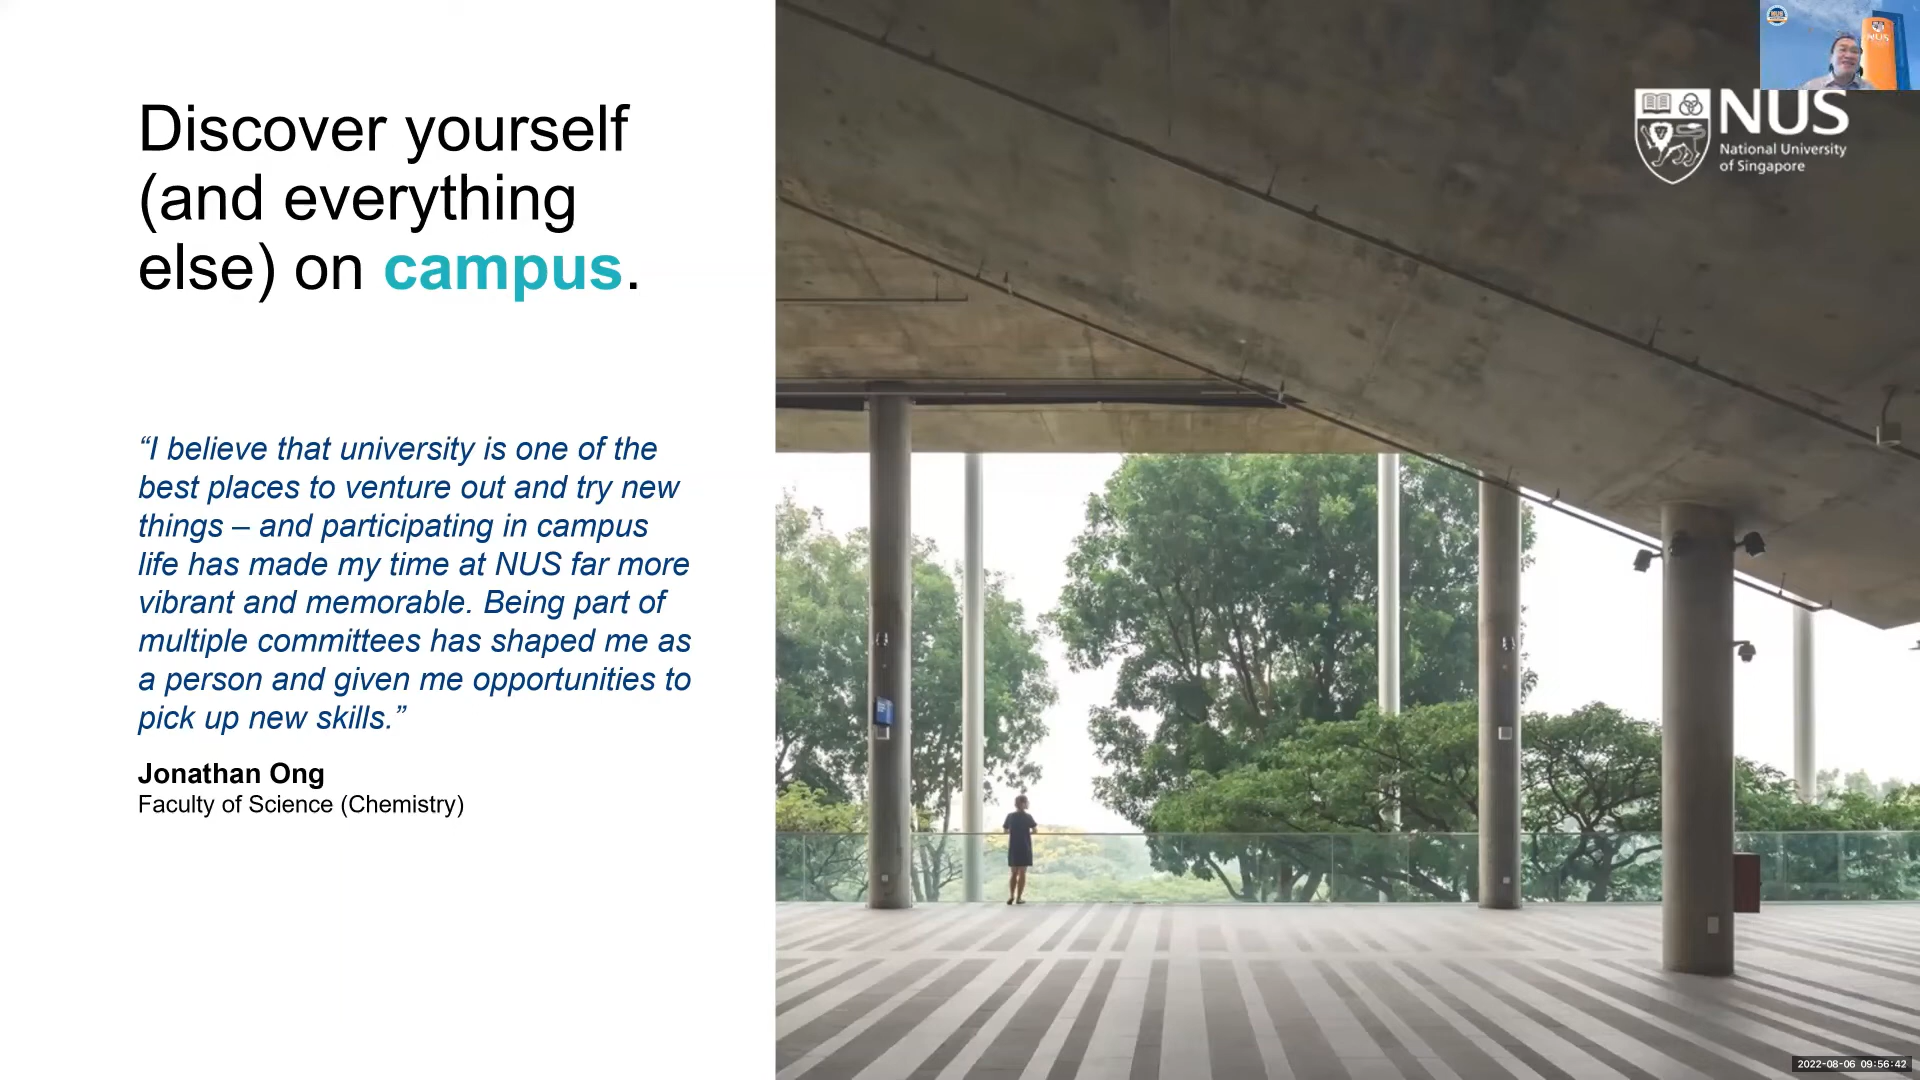 Discover yourself
(and everything
else) on campus.
“I believe that university is one of the
best places to venture out and try new
things – and participating in campus
life has made my time at NUS far more
vibrant and memorable. Being part of
multiple committees has shaped me as
a person and given me opportunities to
pick up new skills.”
Jonathan Ong
Faculty of Science (Chemistry)
NUS
NUS
National University
of Singapore
2022-08-06 09:56:42